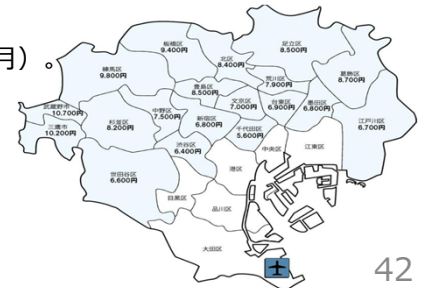 月）。
板橋区
9.400円
北区
8.400円
足立区
8.500円
練馬区
9.800円
豊島区
8.500円
荒川区
7.900円
葛飾区
8.700円
武蔵野市
10.700円
三鷹市
10.200円
杉並区
8.200円
中野区
7.500円
新宿区
6.800円
文京区
7.000円
台東区
6.900円
墨田区
6.800円
江戸川区
6.700円
千代田区
5.600円
渋谷区
6.400円
世田谷区
6.600円
中央区
江東区
港区
目黒区
品川区
大田区
42